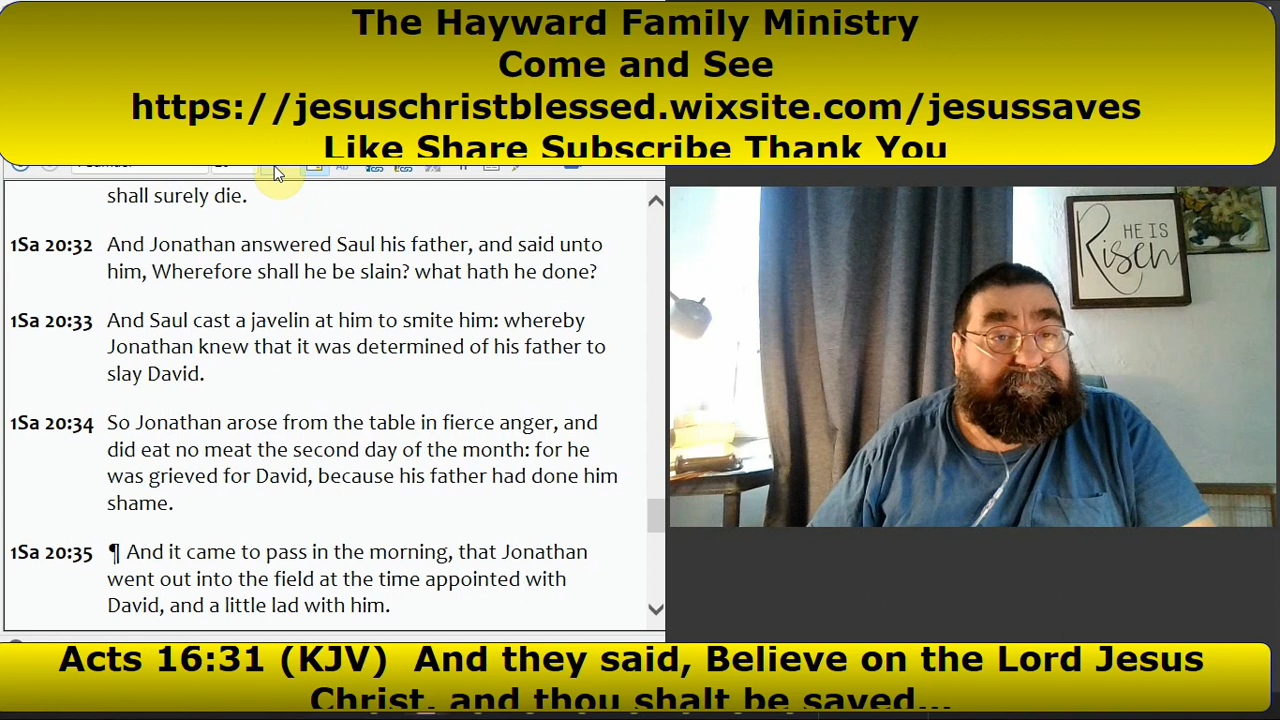 The Hayward Family Ministry
Come and See
https://jesuschristblessed.wixsite.com/jesussaves
Like Share Subscribe Thank You
shall surely die.
1Sa 20:32 And Jonathan answered Saul his father, and said unto
him, Wherefore shall he be slain? what hath he done?
1Sa 20:33 And Saul cast a javelin at him to smite him: whereby
Jonathan knew that it was determined of his father to
slay David.
1Sa 20:34 So Jonathan arose from the table in fierce anger, and
did eat no meat the second day of the month: for he
was grieved for David, because his father had done him
shame.
1Sa 20:35 ¶ And it came to pass in the morning, that Jonathan
went out into the field at the time appointed with
David, and a little lad with him.
HE IS
Risen
Acts 16:31 (KJV) And they said, Believe on the Lord Jesus
Christ, and thou shalt be saved...